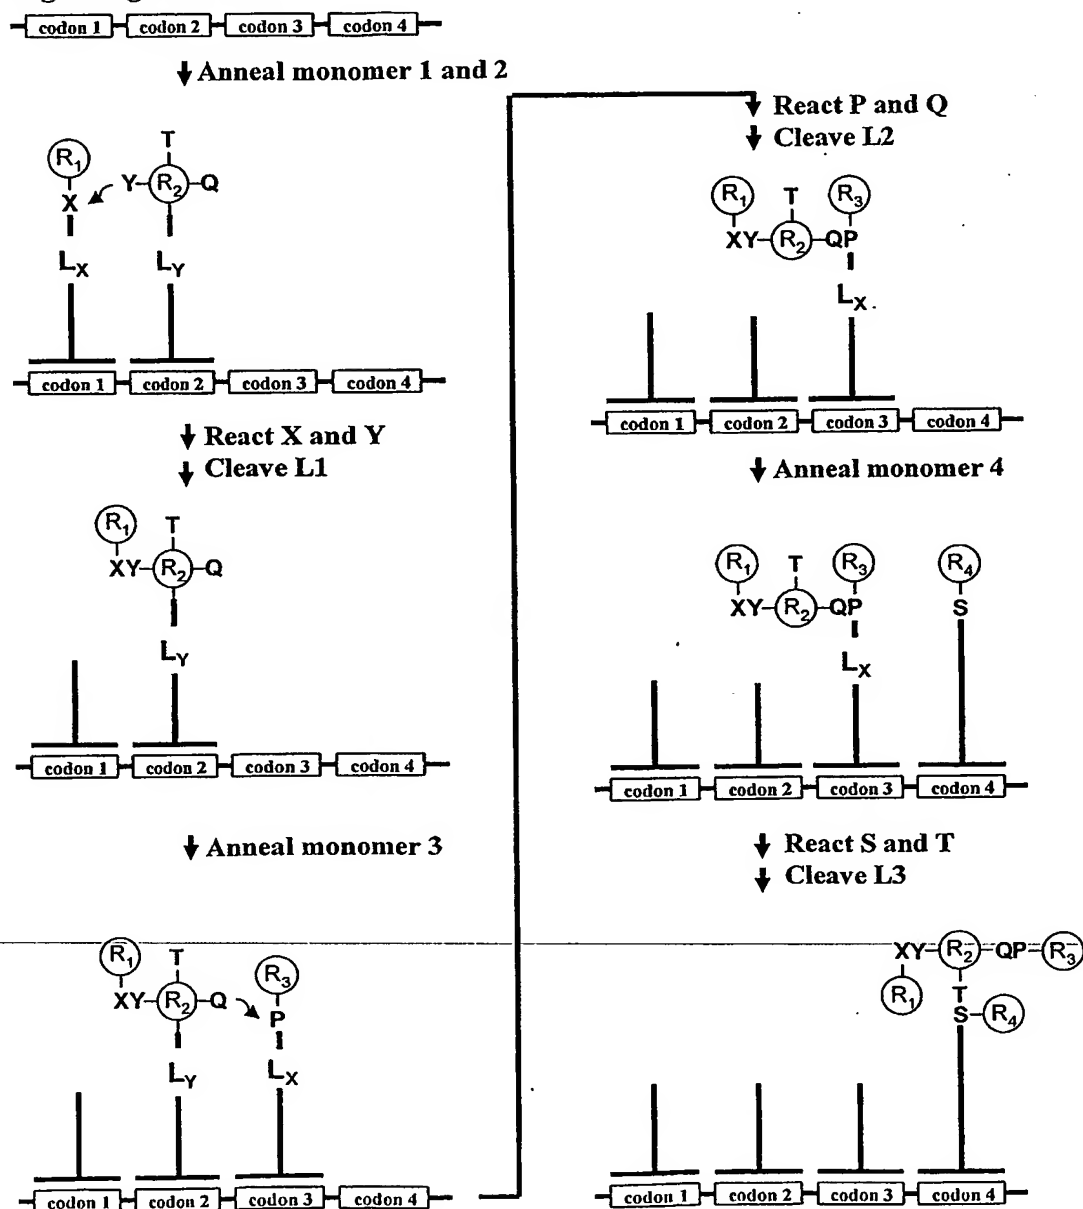 codon 1 codon 2 codon 3 codon 4
Anneal monomer 1 and 2
T
R1 Y R2 Q
X
LX LY
codon 1 codon 2 codon 3 codon 4
React X and Y
Cleave L1
R1 T
XY R2 Q
LY
codon 1 codon 2 codon 3 codon 4
Anneal monomer 3
R1 T R3
XY R2 Q P
LY LX
codon 1 codon 2 codon 3 codon 4
React P and Q
Cleave L2
R1 T R3
XY R2 QP
LX
codon 1 codon 2 codon 3 codon 4
Anneal monomer 4
R1 T R3 R4
XY R2 QP S
LX
codon 1 codon 2 codon 3 codon 4
React S and T
Cleave L3
XY R2 QP R3
R1 T
S R4
codon 1 codon 2 codon 3 codon 4